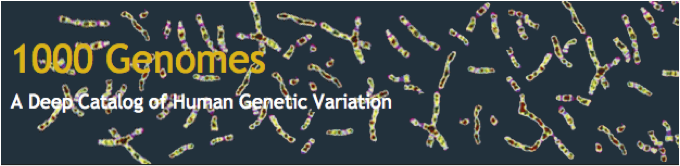 1000 Genomes
A Deep Catalog of Human Genetic Variation